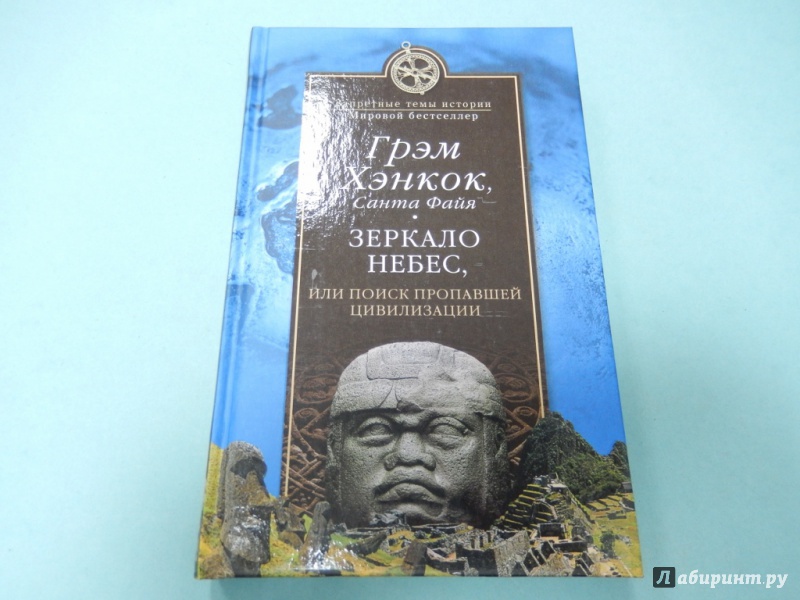 Запретные темы истории
Мировой бестселлер
Грэм
Хэнкок,
Санта Файя
ЗЕРКАЛО
НЕБЕС,
ИЛИ ПОИСК ПРОПАВШЕЙ
ЦИВИЛИЗАЦИИ
Лабиринт.ру